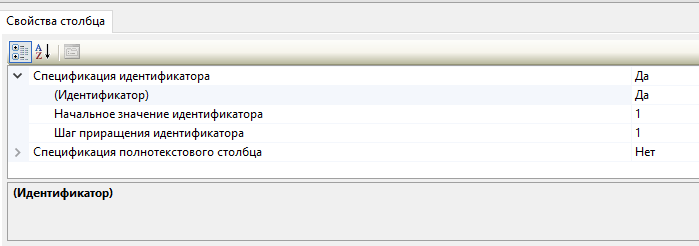 Свойства столбца
Спецификация идентификатора Да
(Идентификатор) Да
Начальное значение идентификатора 1
Шаг приращения идентификатора 1
Спецификация полнотекстового столбца Нет
(Идентификатор)